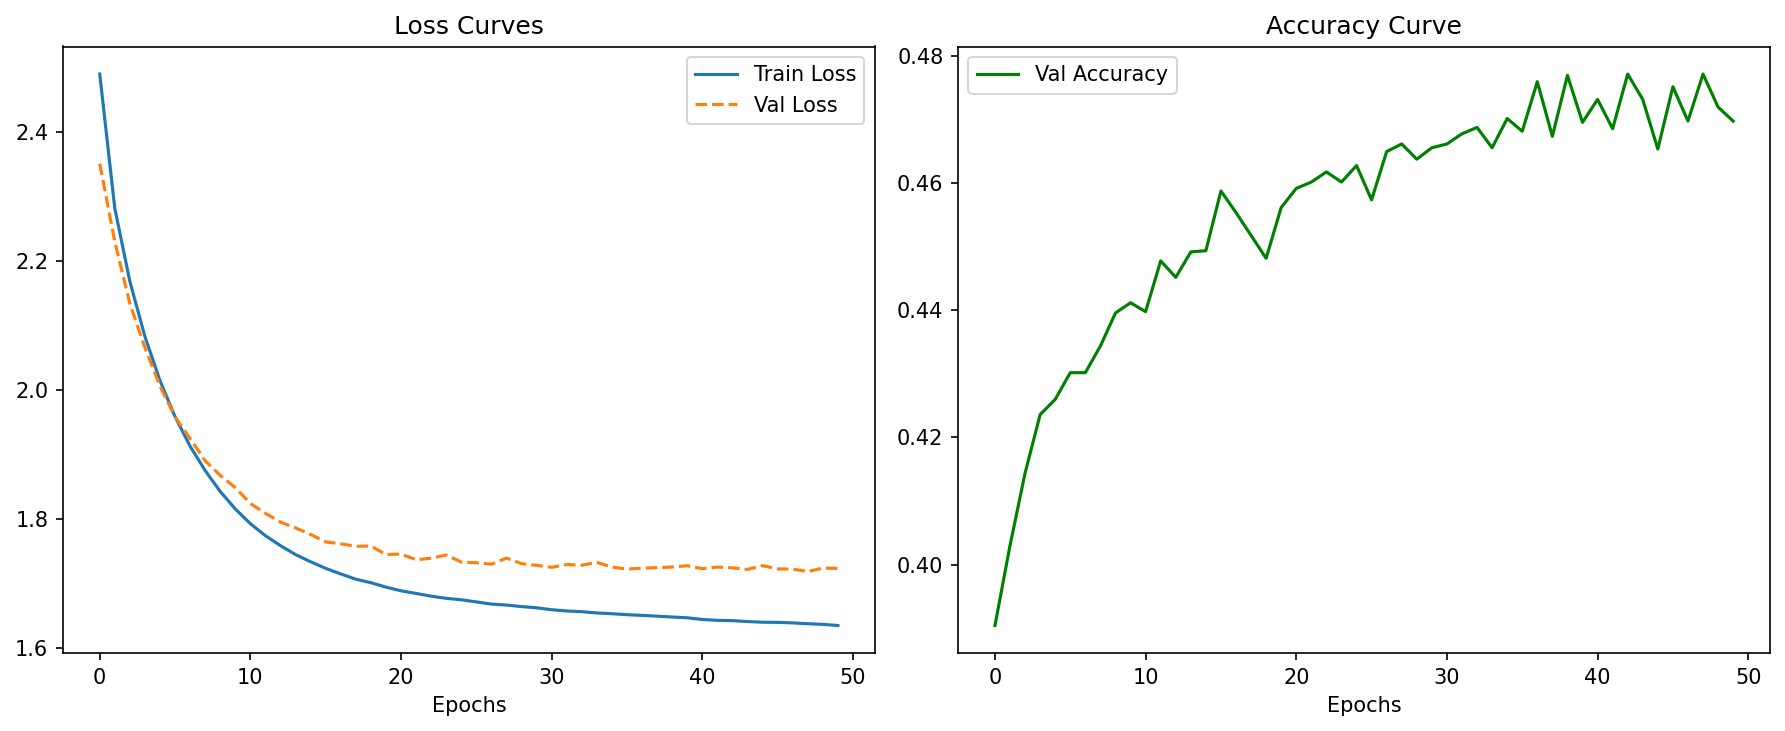 Loss Curves
Train Loss
Val Loss
2.4
2.2
2.0
1.8
1.6
0 10 20 30 40 50
Epochs
Accuracy Curve
Val Accuracy
0.48
0.46
0.44
0.42
0.40
0 10 20 30 40 50
Epochs